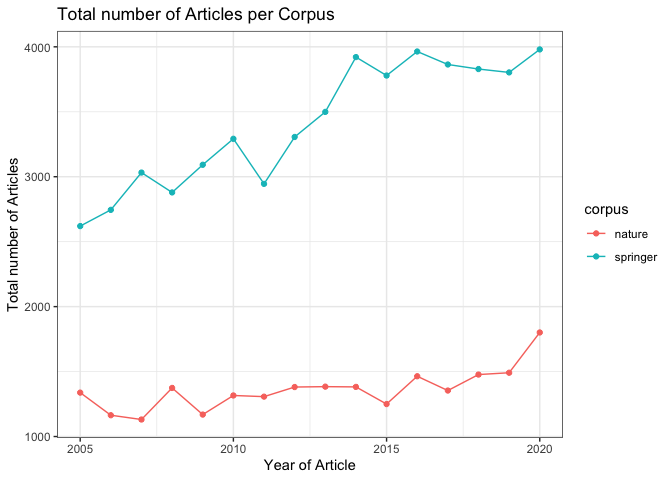 Total number of Articles per Corpus
Total number of Articles
4000
3000
2000
1000
2005
2010
2015
2020
Year of Article
corpus
nature
springer